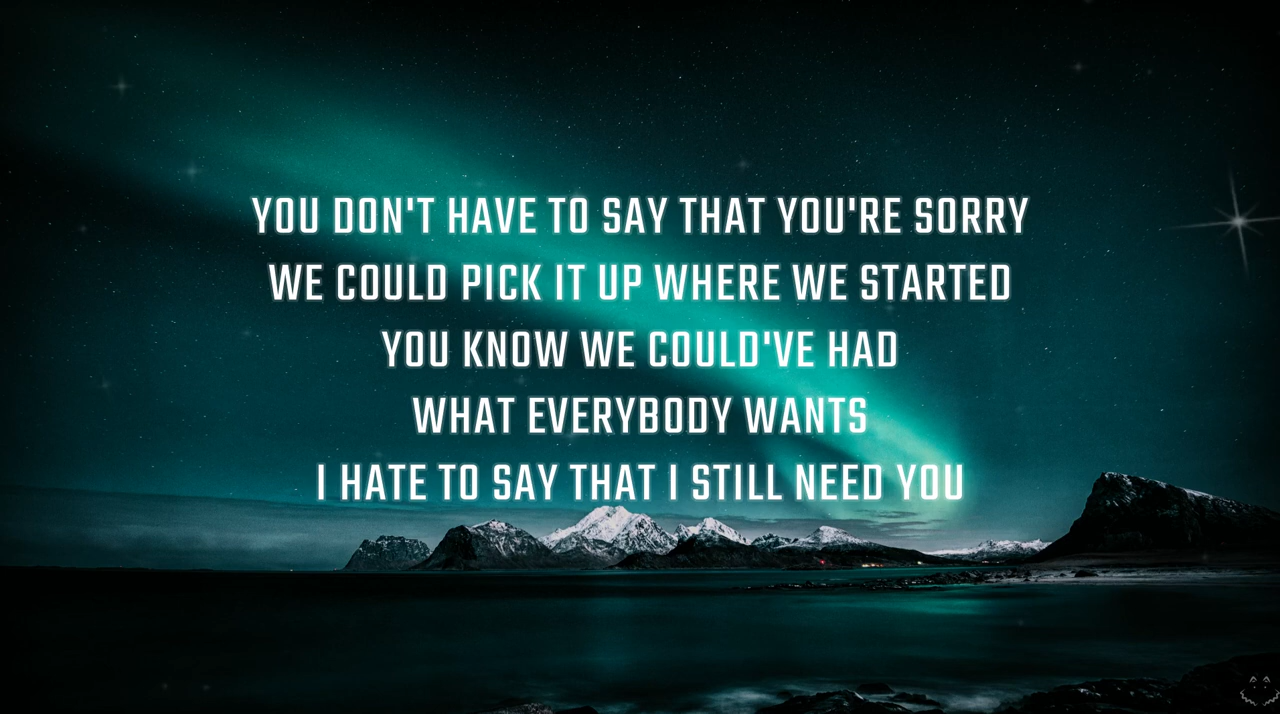 YOU DON'T HAVE TO SAY THAT YOU'RE SORRY
WE COULD PICK IT UP WHERE WE STARTED
YOU KNOW WE COULD'VE HAD
WHAT EVERYBODY WANTS
I HATE TO SAY THAT I STILL NEED YOU